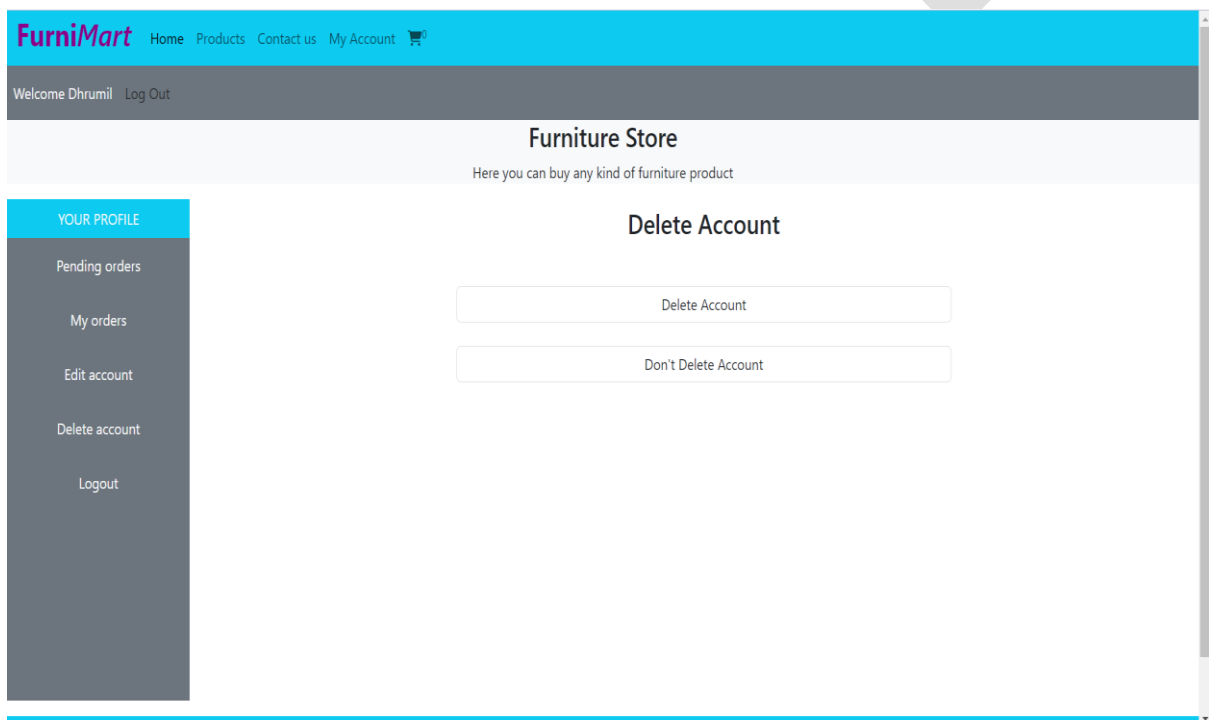 FurniMart Home Products Contact us My Account 0
Welcome Dhrumil Log Out
Furniture Store
Here you can buy any kind of furniture product
YOUR PROFILE
Pending orders
My orders
Edit account
Delete account
Logout
Delete Account
Delete Account
Don't Delete Account